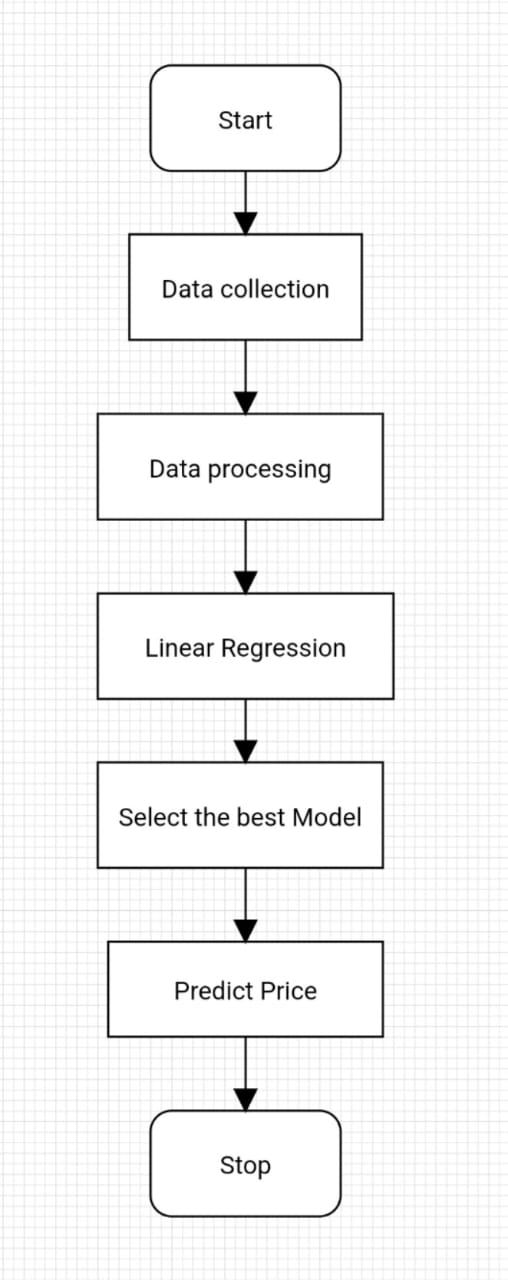 Start
Data collection
Data processing
Linear Regression
Select the best Model
Predict Price
Stop